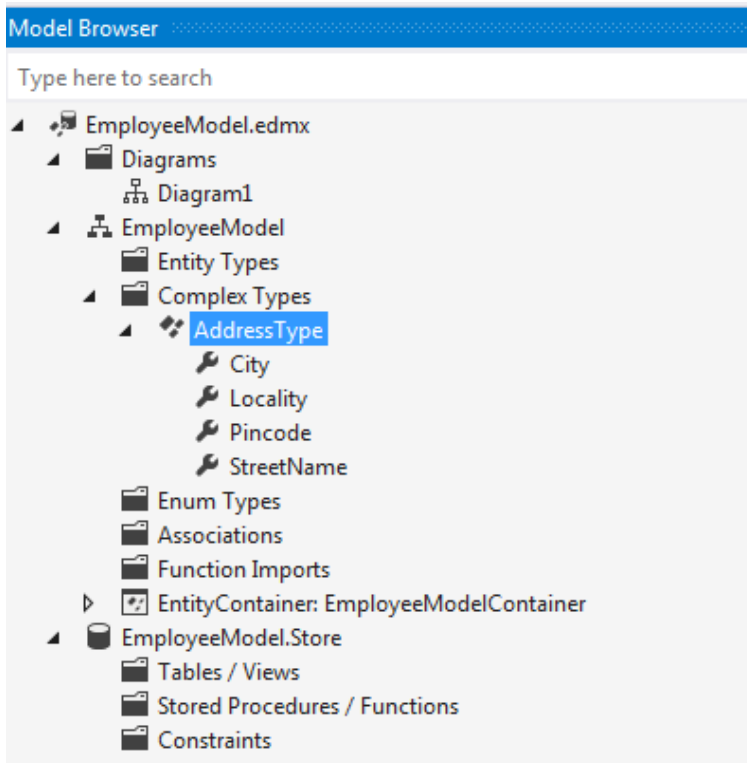 Model Browser
Type here to search
EmployeeModel.edmx
Diagrams
Diagram1
EmployeeModel
Entity Types
Complex Types
AddressType
City
Locality
Pincode
StreetName
Enum Types
Associations
Function Imports
EntityContainer: EmployeeModelContainer
EmployeeModel.Store
Tables / Views
Stored Procedures / Functions
Constraints